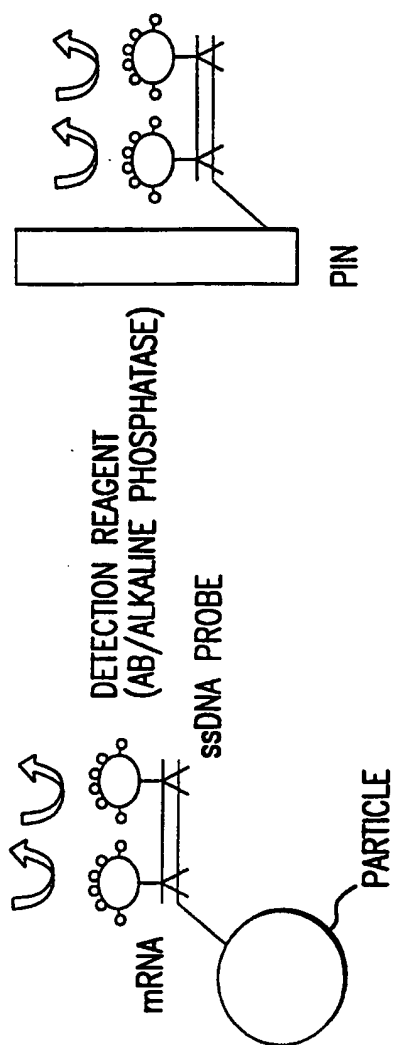 DETECTION REAGENT
(AB/ALKALINE PHOSPHATASE)
mRNA
ssDNA PROBE
PARTICLE
PIN